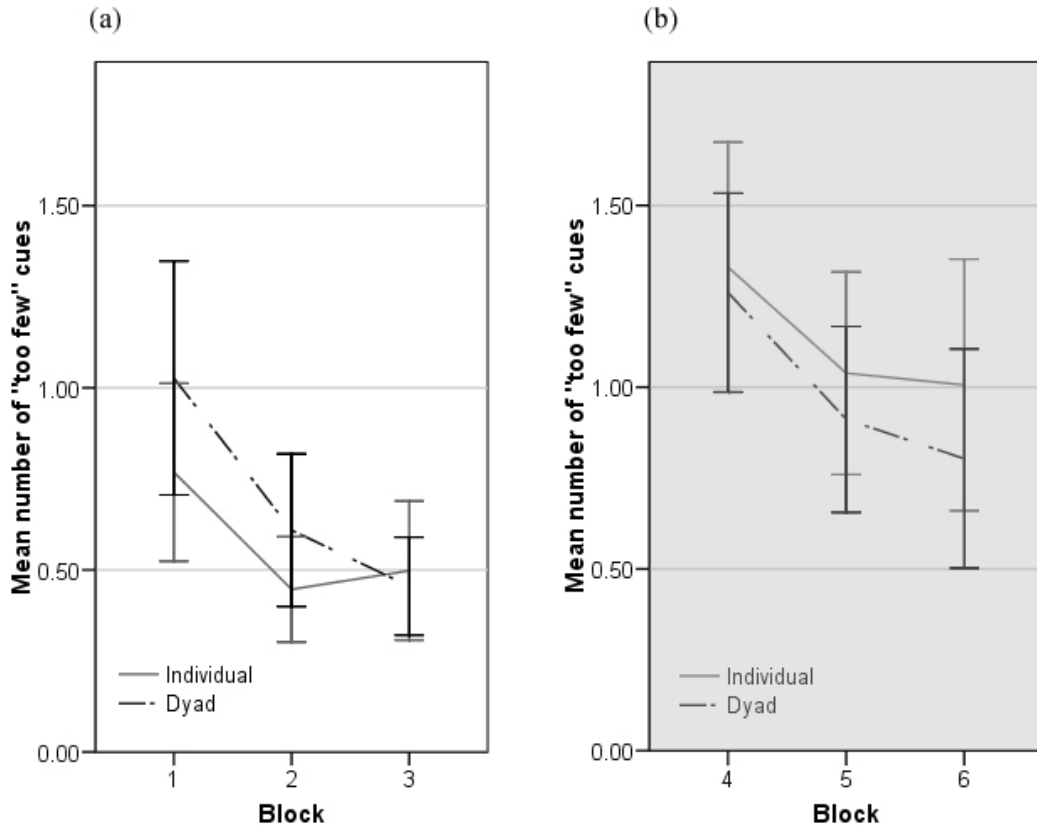 (a)
Mean number of "too few" cues
1.50
1.00
0.50
0.00
Individual
Dyad
1 2 3
Block
(b)
Mean number of "too few" cues
1.50
1.00
0.50
0.00
Individual
Dyad
4 5 6
Block